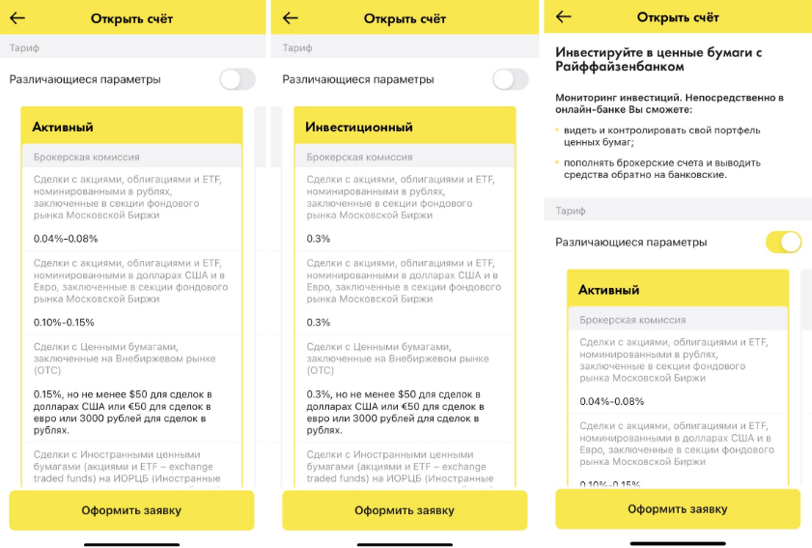 Открыть счёт
Тариф
Различающиеся параметры
Активный
Брокерская комиссия
Сделки с акциями, облигациями и ETF,
номинированными в рублях,
заключенные в секции фондового
рынка Московской Биржи
0.04%-0.08%
Сделки с акциями, облигациями и ETF,
номинированными в долларах США и в
Евро, заключенные в секции фондового
рынка Московской Биржи
0.10%-0.15%
Сделки с Ценными бумагами,
заключенные на Внебиржевом рынке
(OTC)
0.15%, но не менее $50 для сделок в
долларах США или €50 для сделок в
евро или 3000 рублей для сделок в
рублях.
Сделки с Иностранными ценными
бумагами (акциями и ETF – exchange
traded funds) на ИОРЦБ (Иностранные
Оформить заявку
Открыть счёт
Тариф
Различающиеся параметры
Инвестиционный
Брокерская комиссия
Сделки с акциями, облигациями и ETF,
номинированными в рублях,
заключенные в секции фондового
рынка Московской Биржи
0.3%
Сделки с акциями, облигациями и ETF,
номинированными в долларах США и в
Евро, заключенные в секции фондового
рынка Московской Биржи
0.3%
Сделки с Ценными бумагами,
заключенные на Внебиржевом рынке
(OTC)
0.3%, но не менее $50 для сделок в
долларах США или €50 для сделок в
евро или 3000 рублей для сделок в
рублях.
Сделки с Иностранными ценными
бумагами (акциями и ETF – exchange
traded funds) на ИОРЦБ (Иностранные
Оформить заявку
Открыть счёт
Инвестируйте в ценные бумаги с
Райффайзенбанком
Мониторинг инвестиций. Непосредственно в
онлайн-банке Вы сможете:
• видеть и контролировать свой портфель
ценных бумаг;
• пополнять брокерские счета и выводить
средства обратно на банковские.
Тариф
Различающиеся параметры
Активный
Брокерская комиссия
Сделки с акциями, облигациями и ETF,
номинированными в рублях,
заключенные в секции фондового
рынка Московской Биржи
0.04%-0.08%
Сделки с акциями, облигациями и ETF,
номинированными в долларах США и в
Евро, заключенные в секции фондового
рынка Московской Биржи
0.10%-0.15%
Оформить заявку